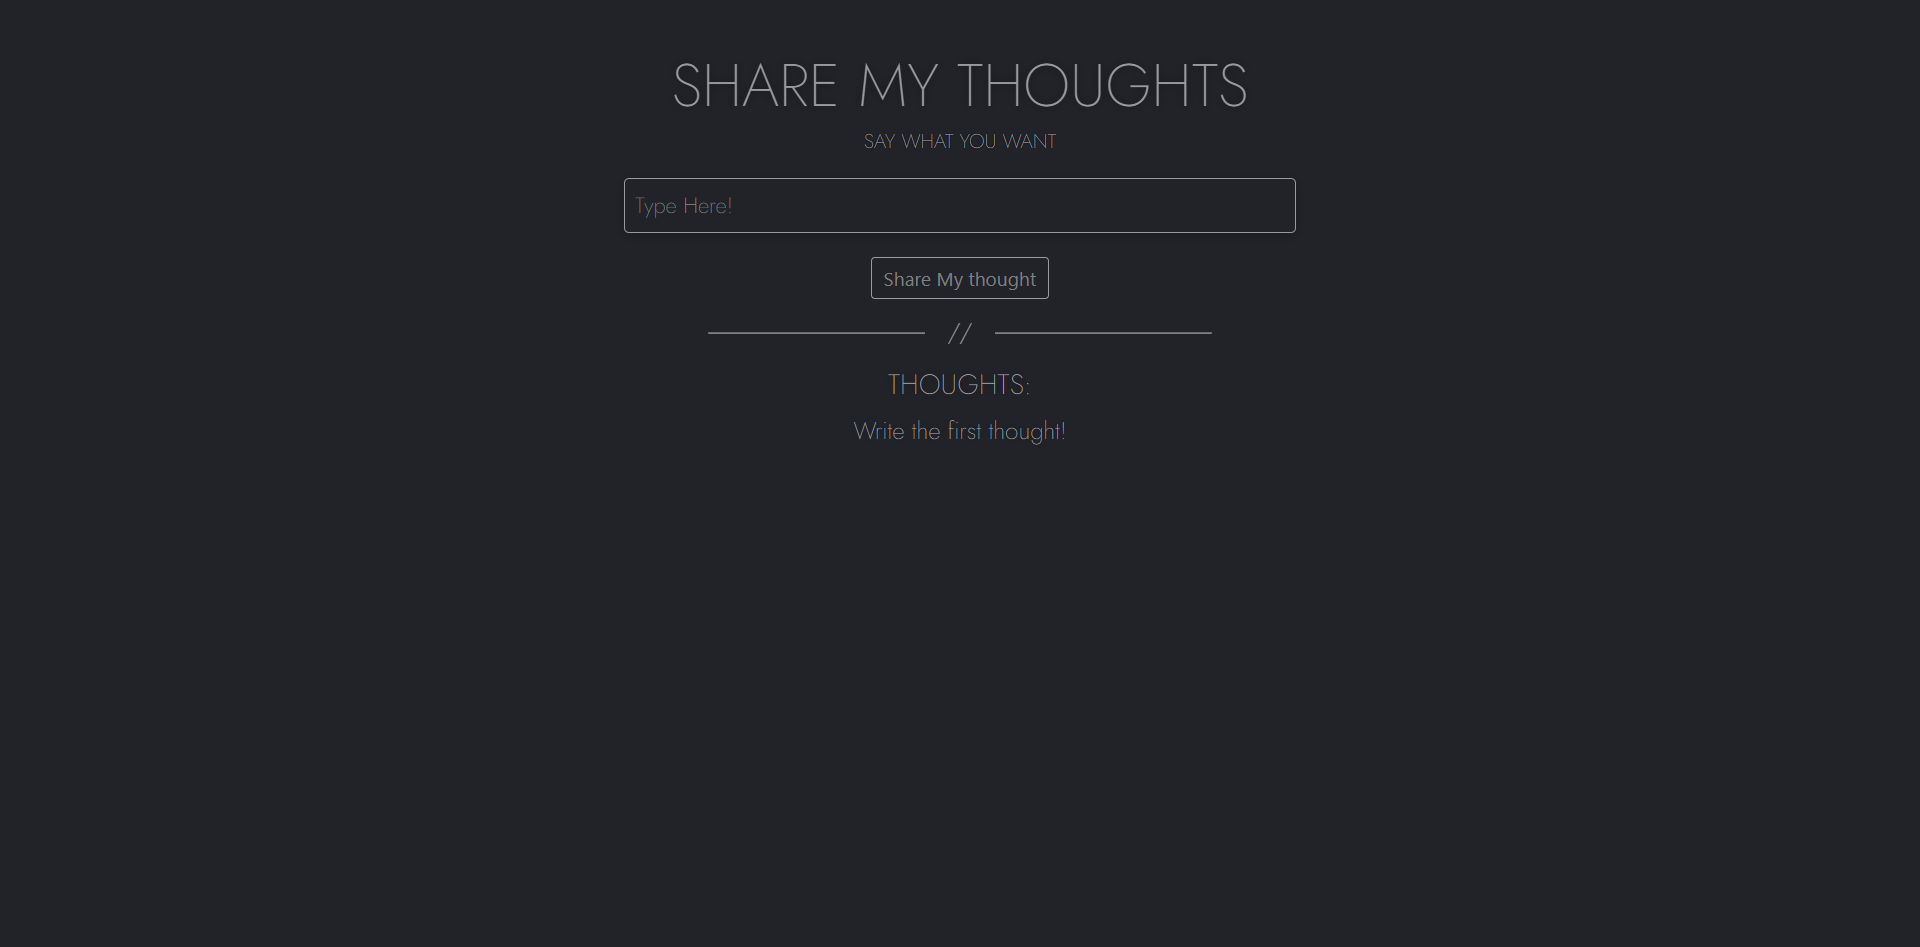 SHARE MY THOUGHTS
SAY WHAT YOU WANT
Type Here!
Share My thought
//
THOUGHTS:
Write the first thought!